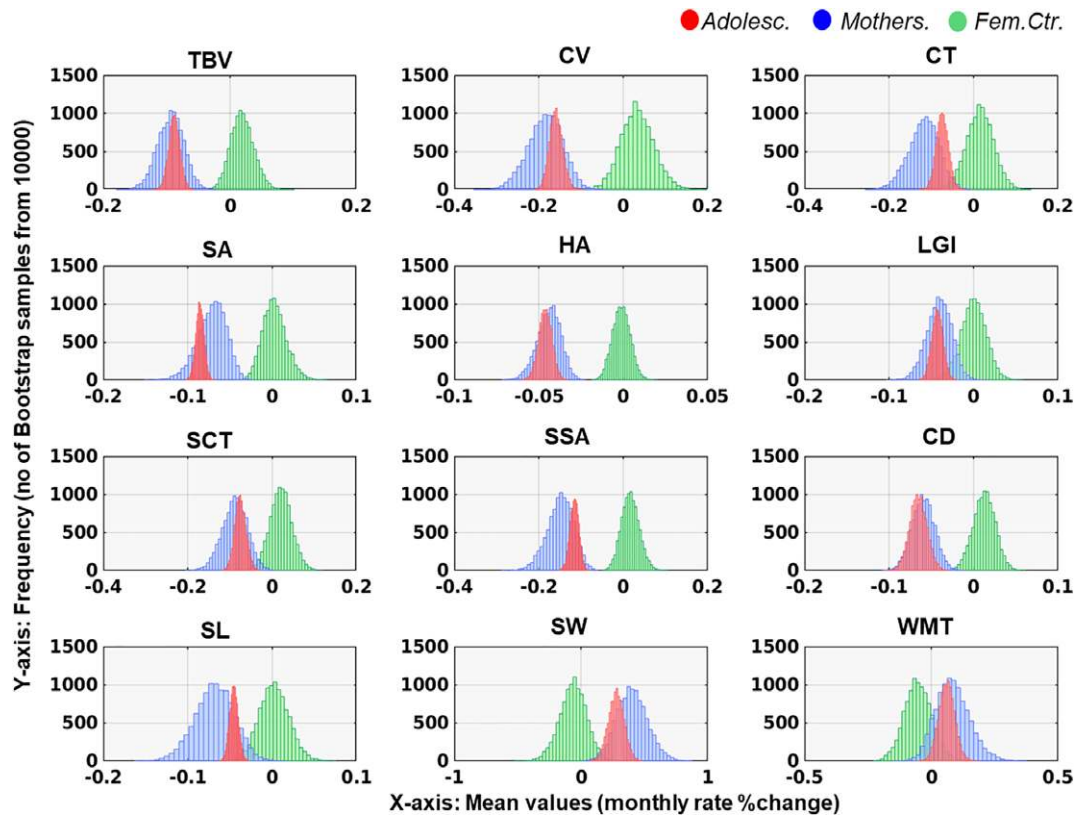 Adolesc. Mothers. Fem.Ctr.
Y-axis: Frequency (no of Bootstrap samples from 10000)
TBV CV CT
1500 1500 1500
1000 1000 1000
500 500 500
0 0 0
-0.2 0 0.2 -0.4 -0.2 0 0.2 -0.4 -0.2 0 0.2
SA HA LGI
1500 1500 1500
1000 1000 1000
500 500 500
0 0 0
-0.2 -0.1 0 0.1 -0.1 -0.05 0 0.05 -0.2 -0.1 0 0.1
SCT SSA CD
1500 1500 1500
1000 1000 1000
500 500 500
0 0 0
-0.4 -0.2 0 0.2 -0.4 -0.2 0 0.2 -0.2 -0.1 0 0.1
SL SW WMT
1500 1500 1500
1000 1000 1000
500 500 500
0 0 0
-0.2 -0.1 0 0.1 -1 0 1 -0.5 0 0.5
X-axis: Mean values (monthly rate %change)